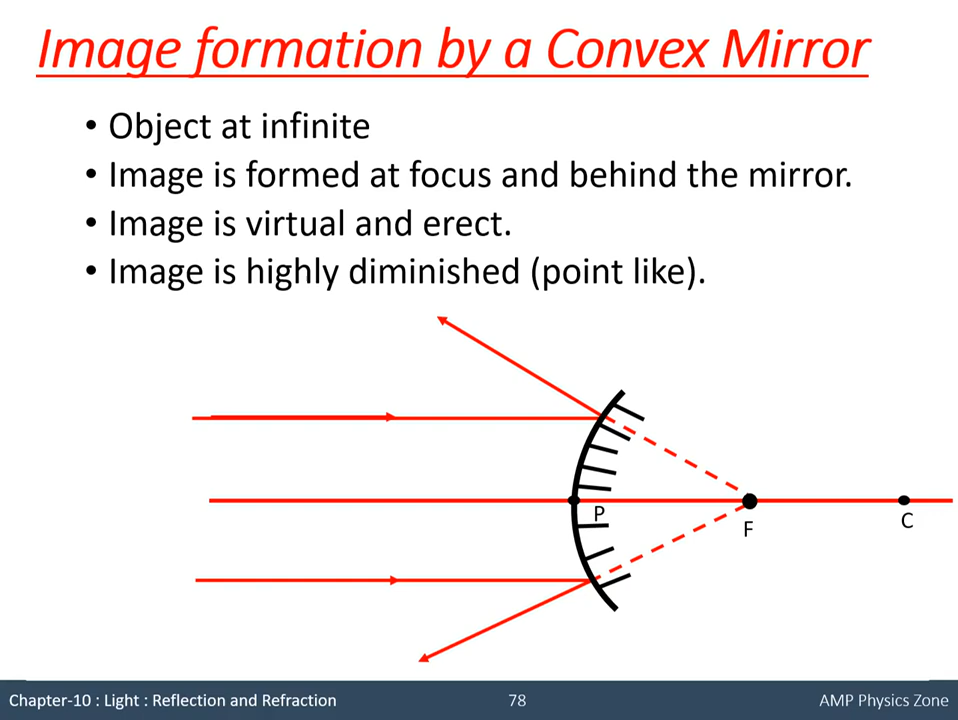 Image formation by a Convex Mirror
• Object at infinite
• Image is formed at focus and behind the mirror.
• Image is virtual and erect.
• Image is highly diminished (point like).
P
F
C
Chapter-10 : Light : Reflection and Refraction
78
AMP Physics Zone